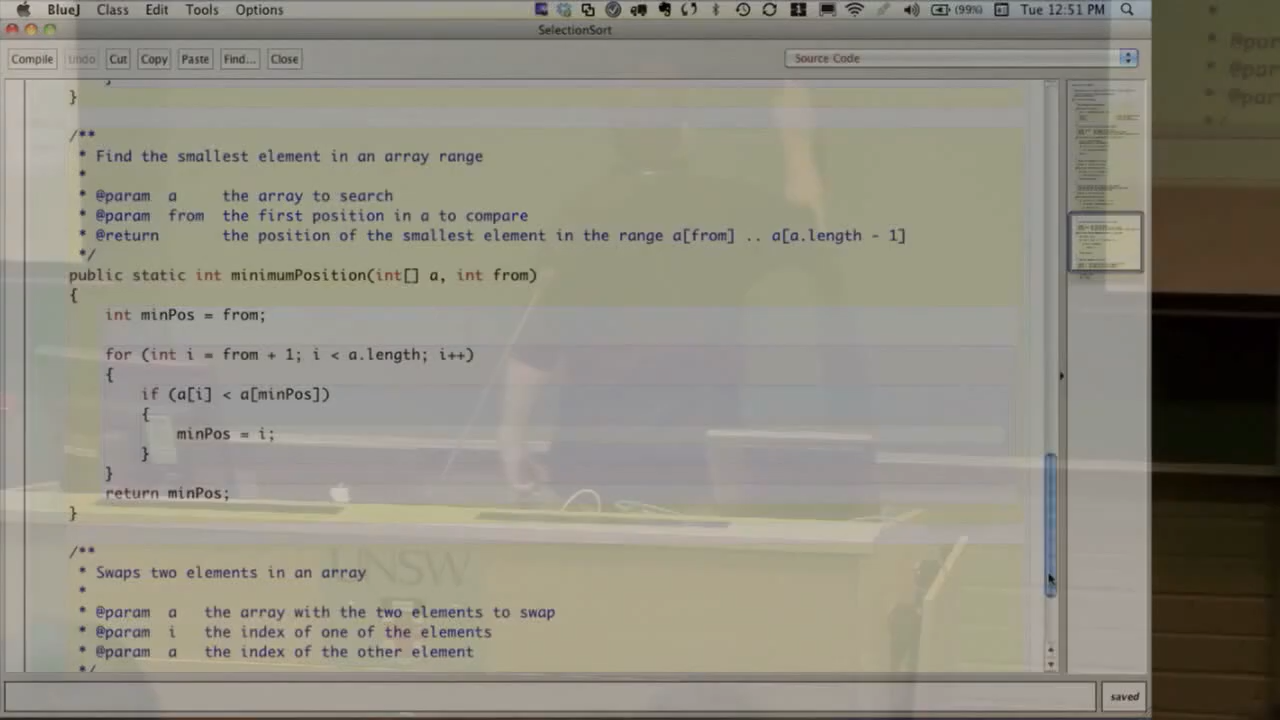 BlueJ Class Edit Tools Options (99%) Tue 12:51 PM
SelectionSort
Compile Undo Cut Copy Paste Find... Close Source Code
}
/**
* Find the smallest element in an array range
*
* @param a the array to search
* @param from the first position in a to compare
* @return the position of the smallest element in the range a[from] .. a[a.length - 1]
*/
public static int minimumPosition(int[] a, int from)
{
int minPos = from;
for (int i = from + 1; i < a.length; i++)
{
if (a[i] < a[minPos])
{
minPos = i;
}
}
return minPos;
}
/**
* Swaps two elements in an array
*
* @param a the array with the two elements to swap
* @param i the index of one of the elements
* @param a the index of the other element
*/
saved
UNSW
* @par
* @par
* @par
*/